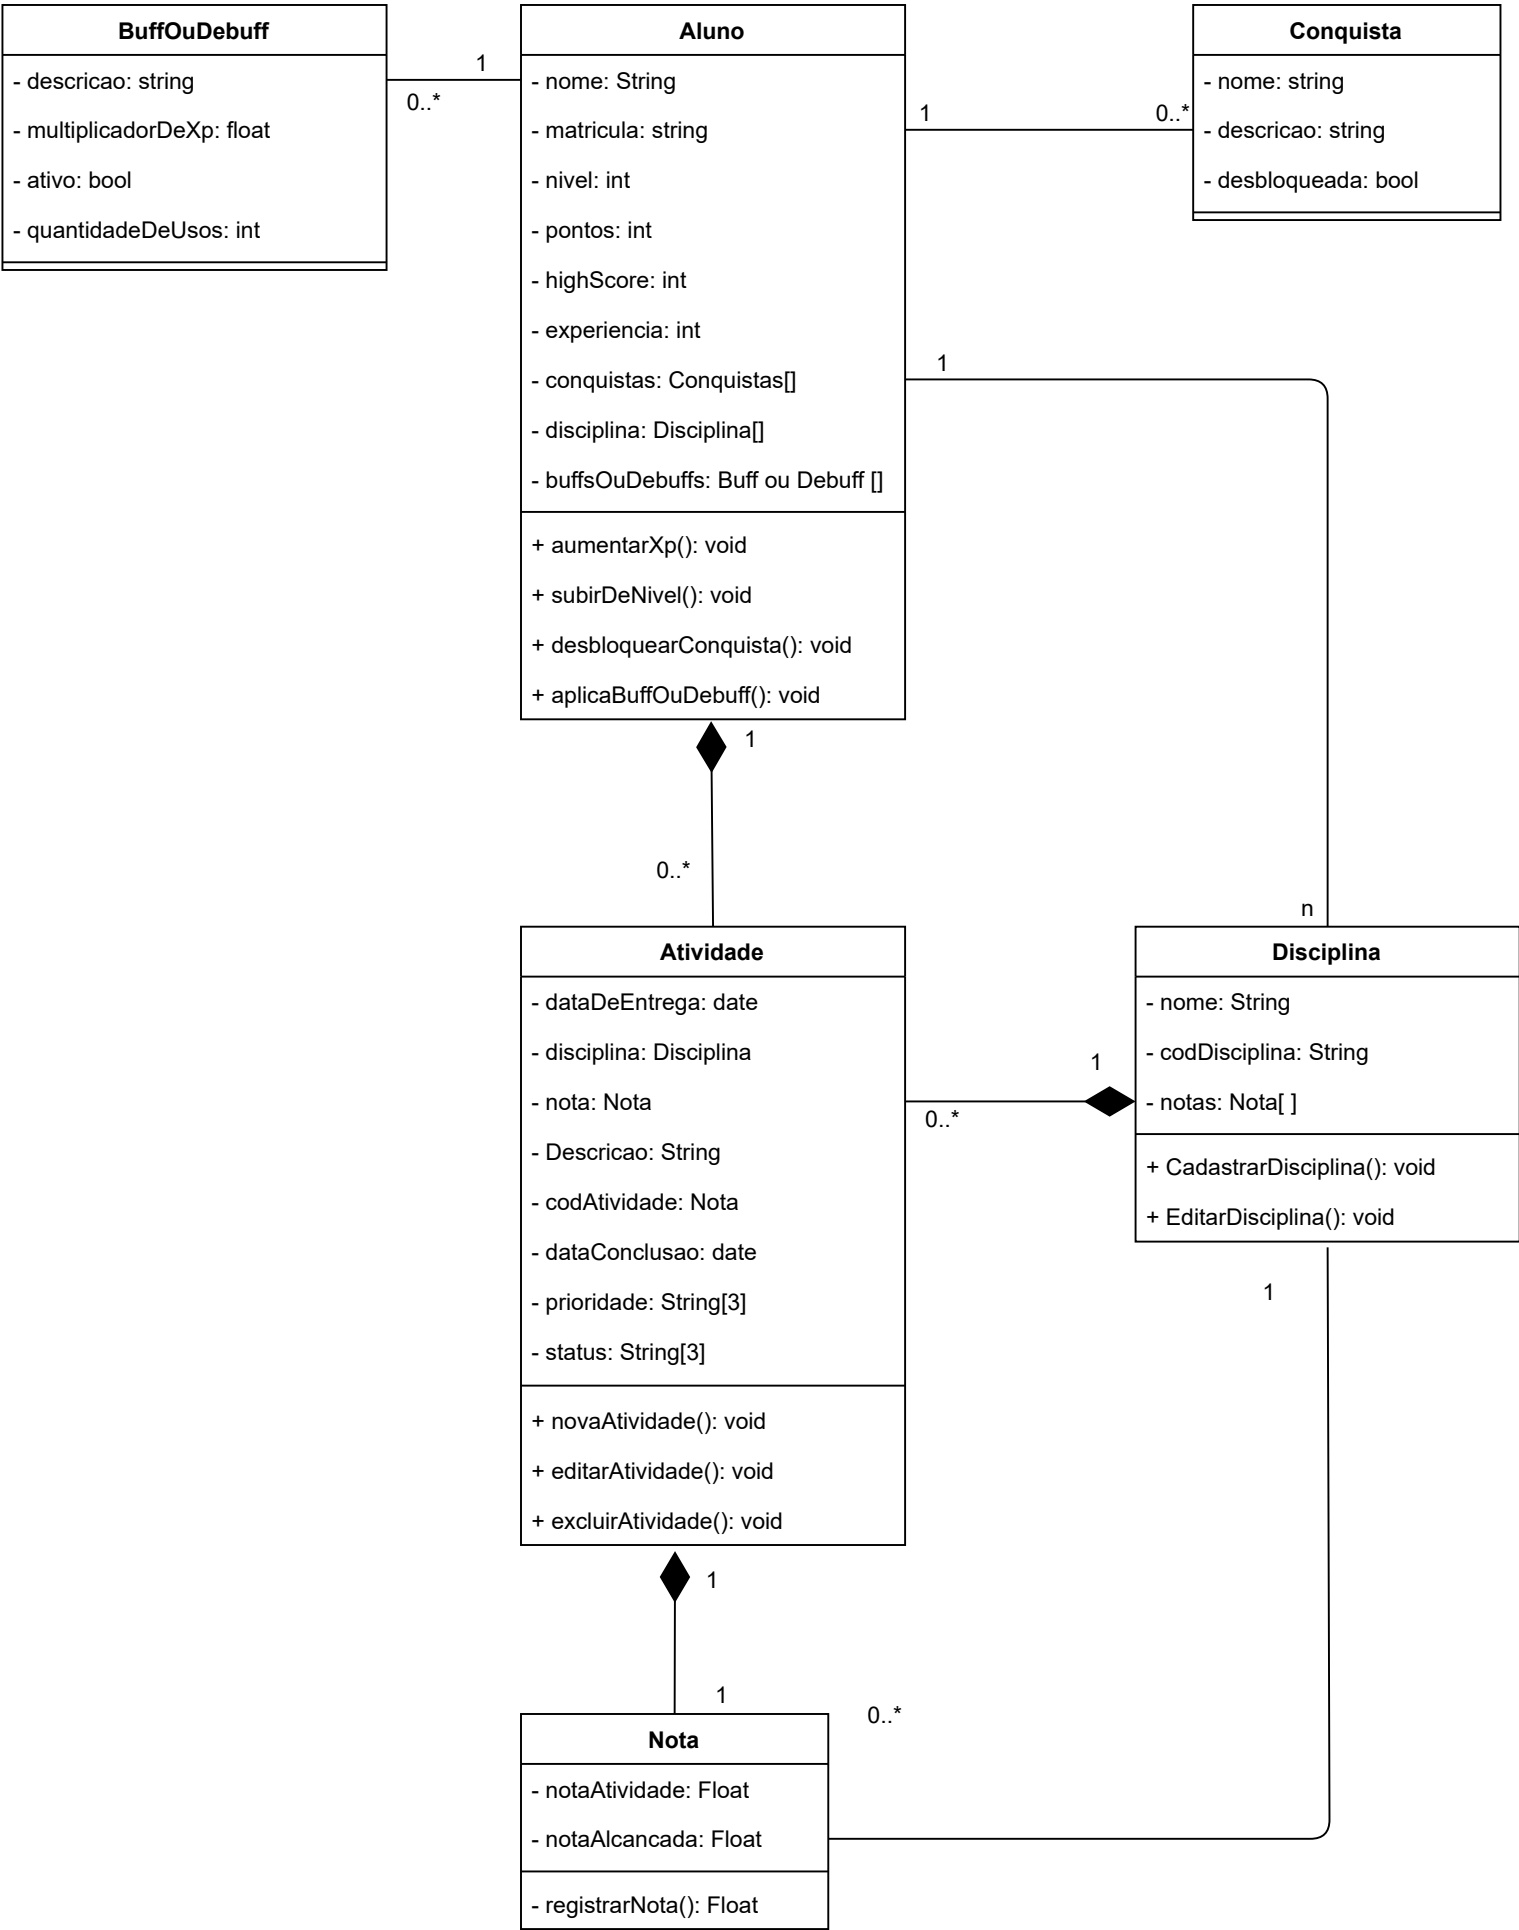 BuffOuDebuff
- descricao: string
- multiplicadorDeXp: float
- ativo: bool
- quantidadeDeUsos: int
1
0..*
Aluno
- nome: String
- matricula: string
- nivel: int
- pontos: int
- highScore: int
- experiencia: int
- conquistas: Conquistas[]
- disciplina: Disciplina[]
- buffsOuDebuffs: Buff ou Debuff []
+ aumentarXp(): void
+ subirDeNivel(): void
+ desbloquearConquista(): void
+ aplicaBuffOuDebuff(): void
1
0..*
Conquista
- nome: string
- descricao: string
- desbloqueada: bool
1
n
1
0..*
Atividade
- dataDeEntrega: date
- disciplina: Disciplina
- nota: Nota
- Descricao: String
- codAtividade: Nota
- dataConclusao: date
- prioridade: String[3]
- status: String[3]
+ novaAtividade(): void
+ editarAtividade(): void
+ excluirAtividade(): void
1
0..*
Disciplina
- nome: String
- codDisciplina: String
- notas: Nota[ ]
+ CadastrarDisciplina(): void
+ EditarDisciplina(): void
1
1
1
0..*
Nota
- notaAtividade: Float
- notaAlcancada: Float
- registrarNota(): Float